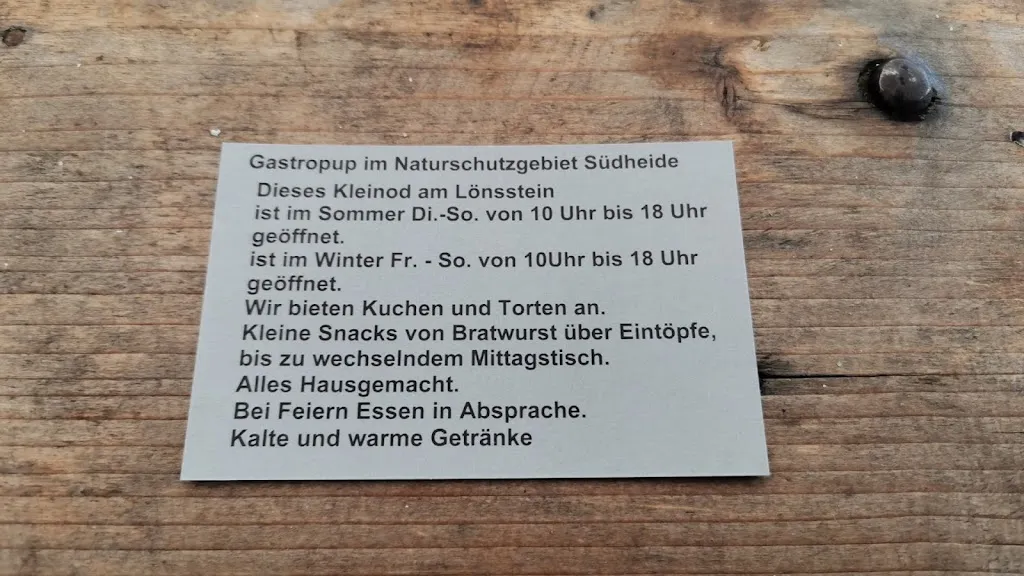 Gastropup im Naturschutzgebiet Südheide
Dieses Kleinod am Lönsstein
ist im Sommer Di.-So. von 10 Uhr bis 18 Uhr
geöffnet.
ist im Winter Fr. - So. von 10Uhr bis 18 Uhr
geöffnet.
Wir bieten Kuchen und Torten an.
Kleine Snacks von Bratwurst über Eintöpfe,
bis zu wechselndem Mittagstisch.
Alles Hausgemacht.
Bei Feiern Essen in Absprache.
Kalte und warme Getränke